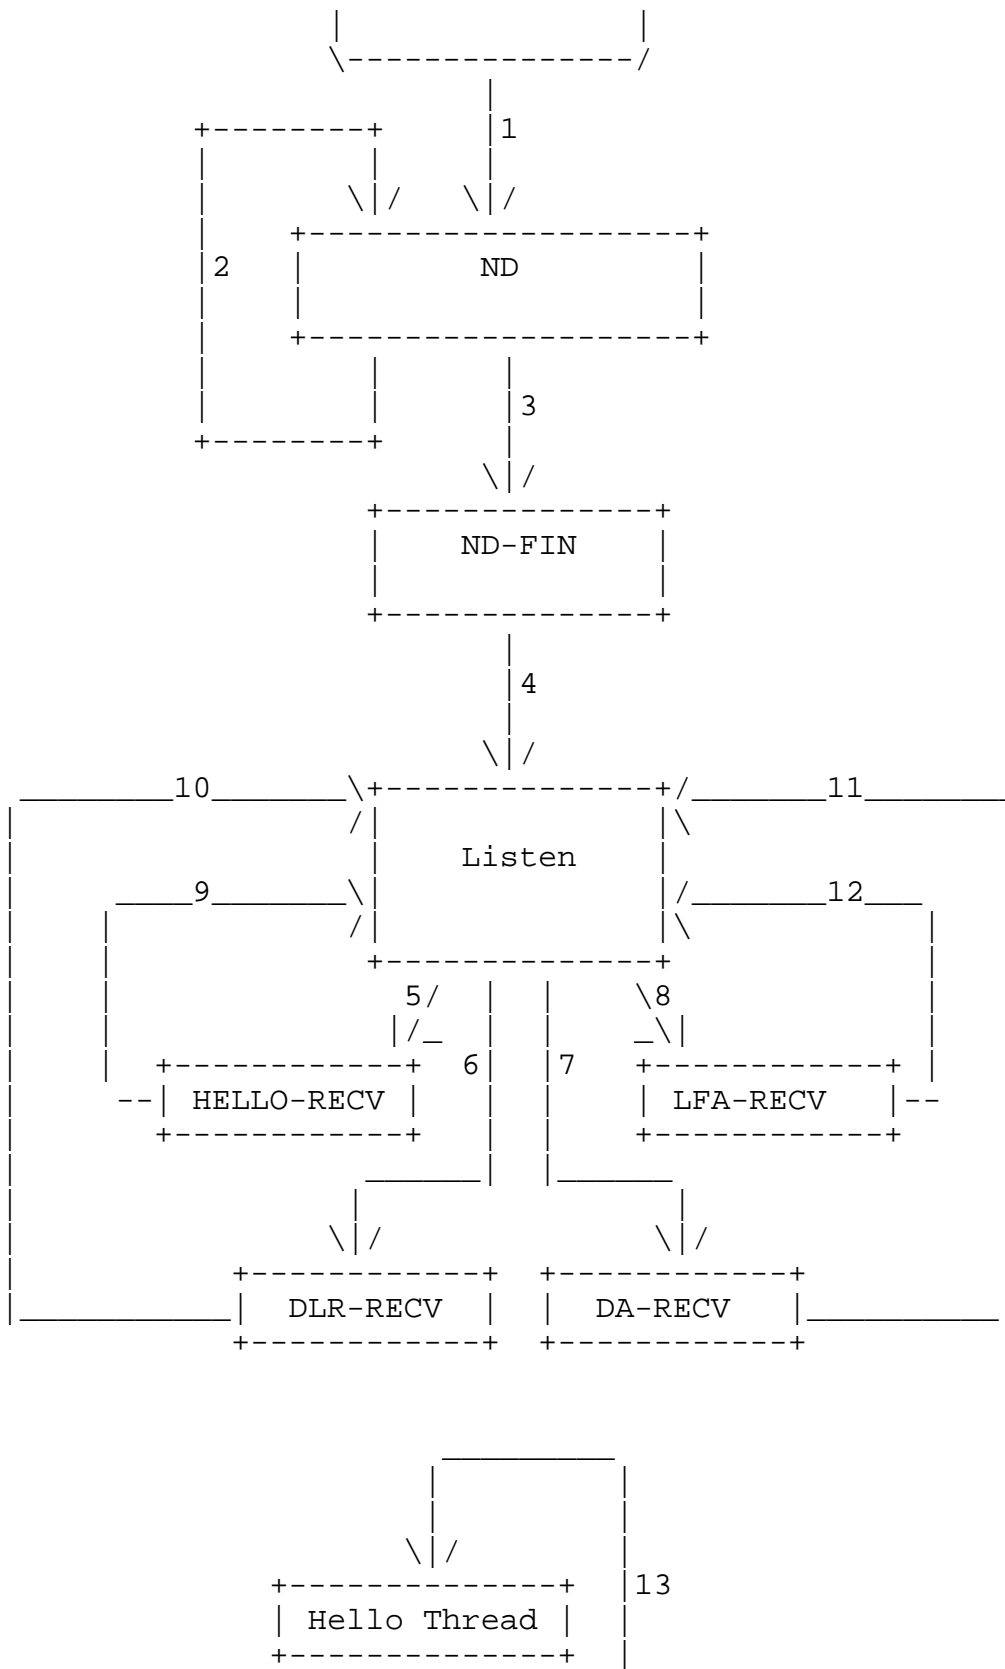 1
2 ND
3
ND-FIN
4
10 11
Listen
9 12
5 8
6 7
HELLO-RECV LFA-RECV
DLR-RECV DA-RECV
13
Hello Thread